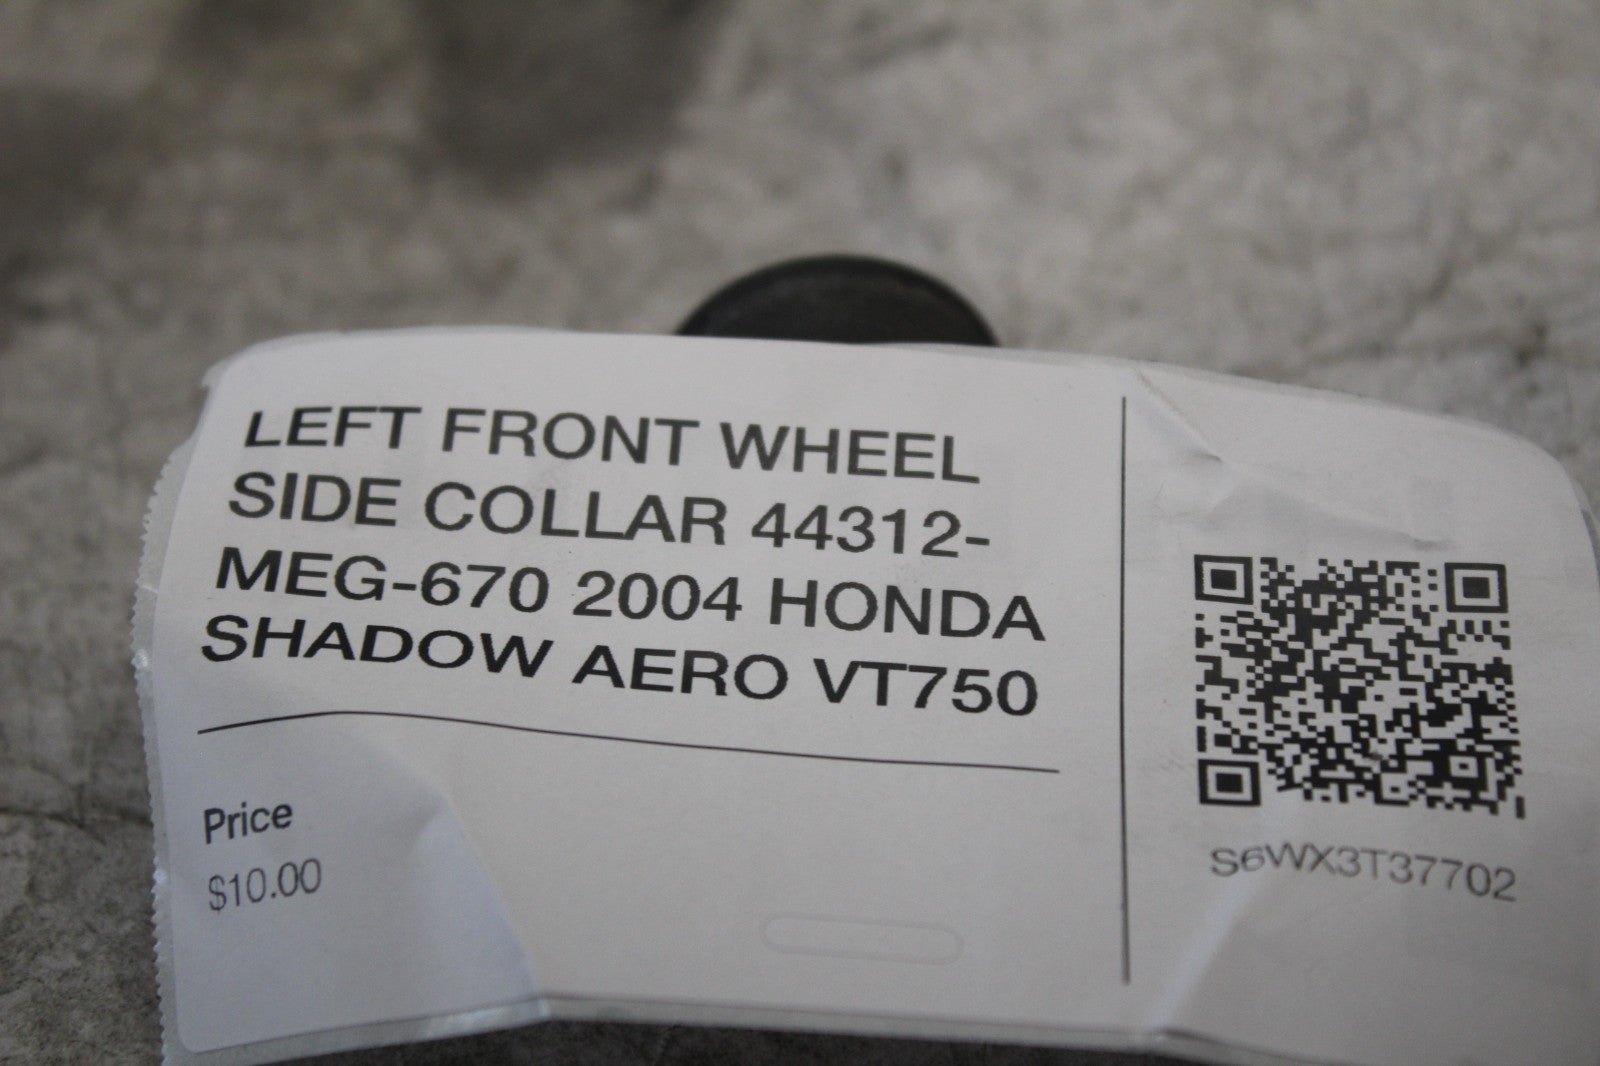 LEFT FRONT WHEEL
SIDE COLLAR 44312-
MEG-670 2004 HONDA
SHADOW AERO VT750
Price
$10.00
S6WX3T37702